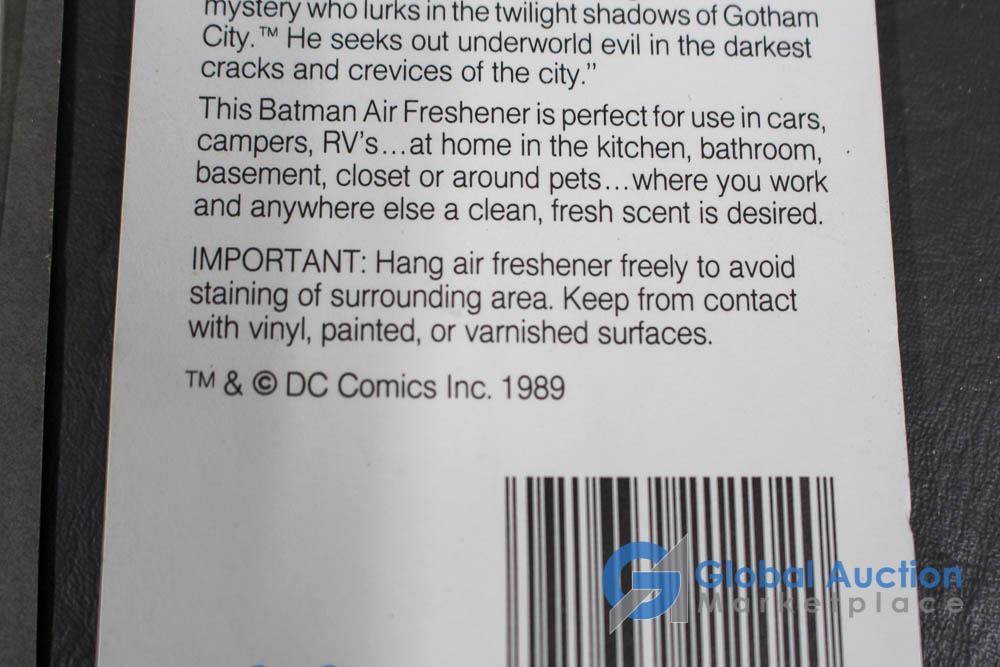 mystery who lurks in the twilight shadows of Gotham
City.™ He seeks out underworld evil in the darkest
cracks and crevices of the city."
This Batman Air Freshener is perfect for use in cars,
campers, RV's...at home in the kitchen, bathroom,
basement, closet or around pets...where you work
and anywhere else a clean, fresh scent is desired.
IMPORTANT: Hang air freshener freely to avoid
staining of surrounding area. Keep from contact
with vinyl, painted, or varnished surfaces.
TM & © DC Comics Inc. 1989
Global Auction
Marketplace